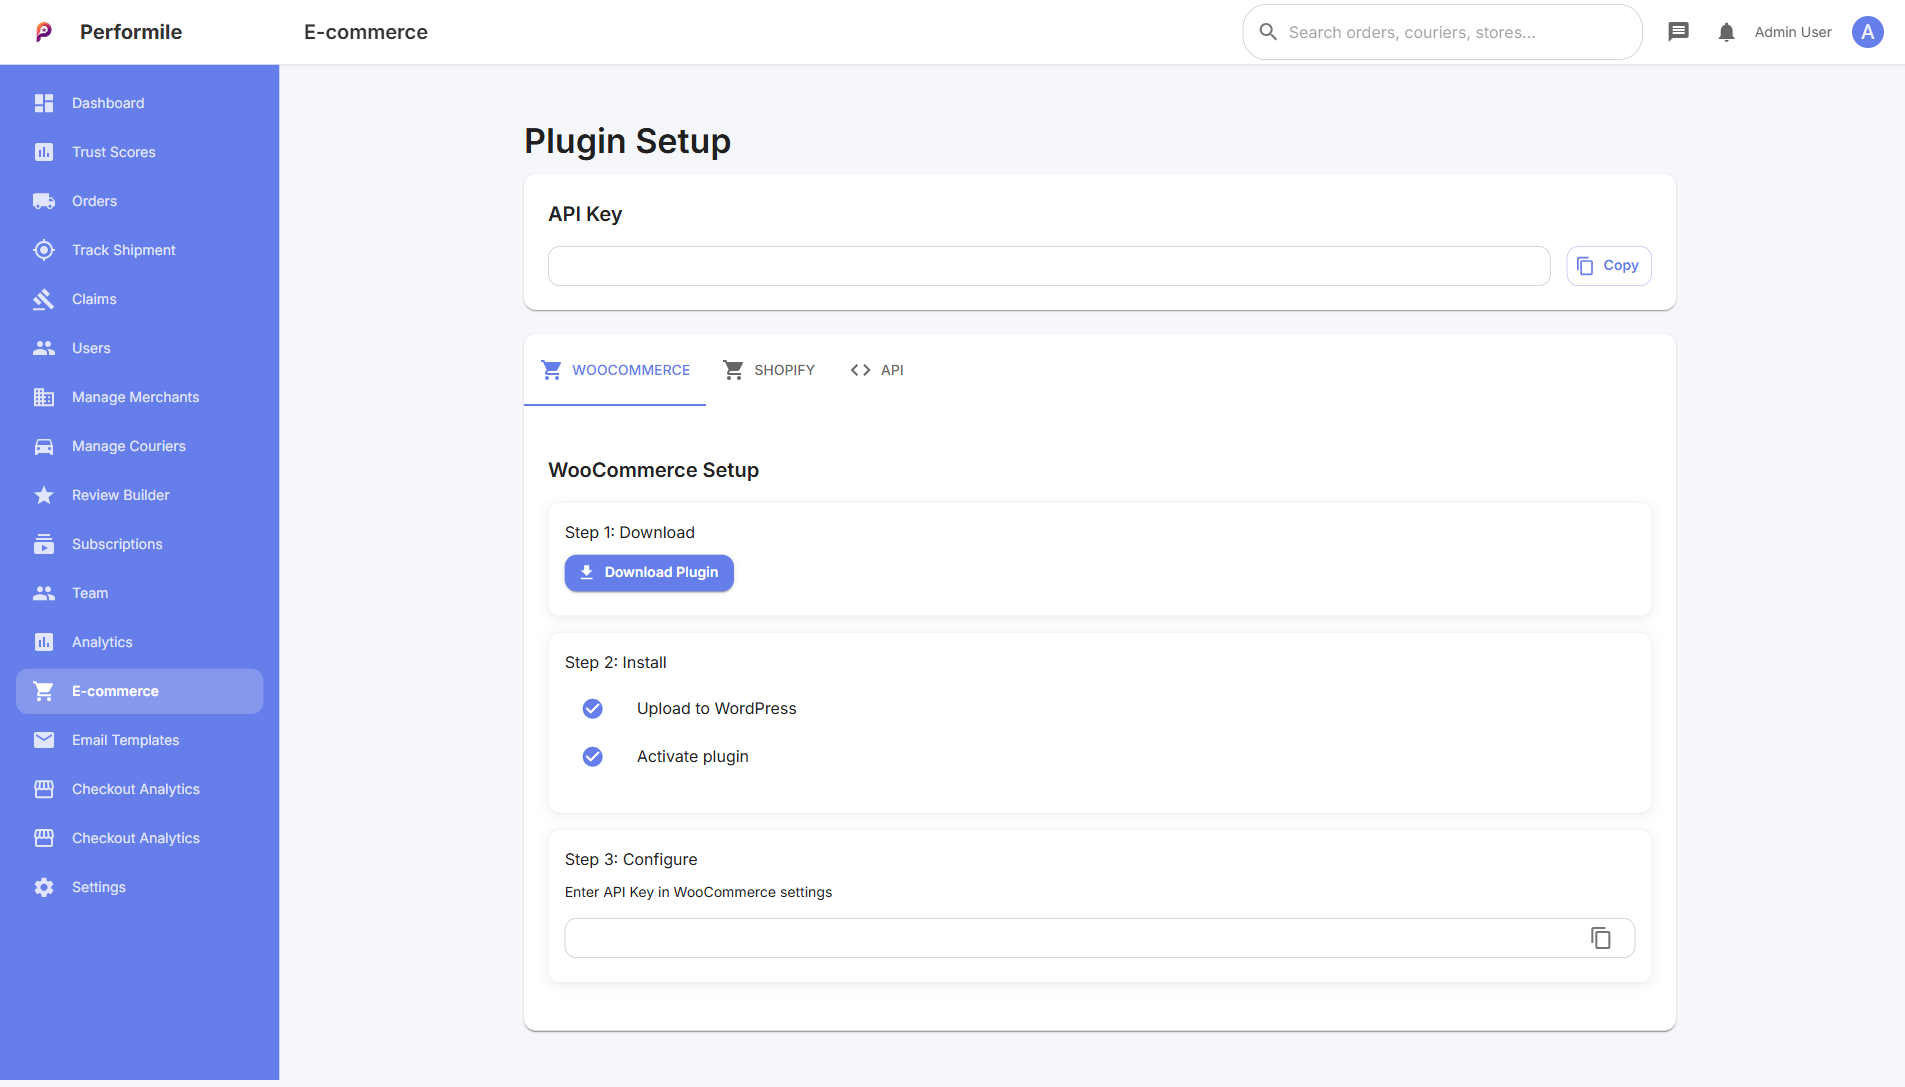 Performile
E-commerce
Search orders, couriers, stores...
Admin User
A
Dashboard
Trust Scores
Orders
Track Shipment
Claims
Users
Manage Merchants
Manage Couriers
Review Builder
Subscriptions
Team
Analytics
E-commerce
Email Templates
Checkout Analytics
Checkout Analytics
Settings
Plugin Setup
API Key
Copy
WOOCOMMERCE
SHOPIFY
API
WooCommerce Setup
Step 1: Download
Download Plugin
Step 2: Install
Upload to WordPress
Activate plugin
Step 3: Configure
Enter API Key in WooCommerce settings